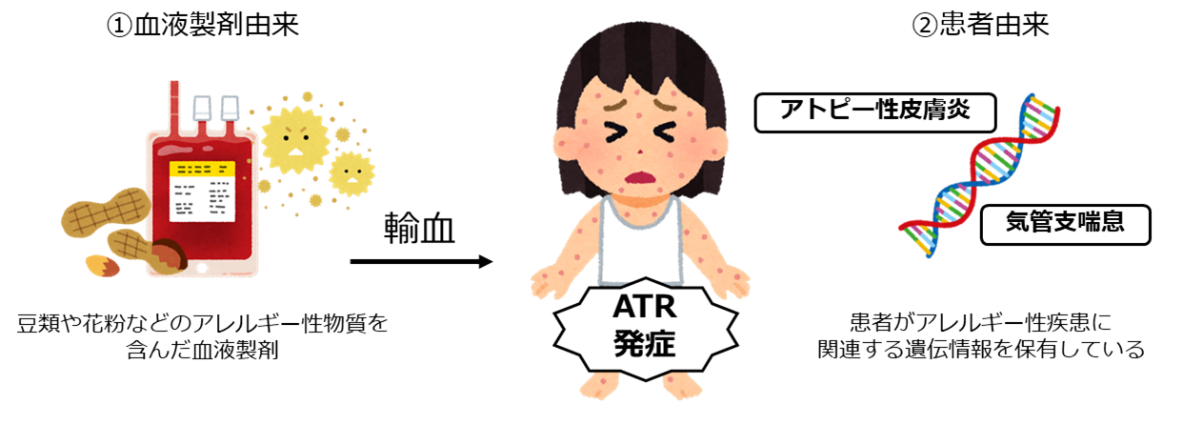 ①血液製剤由来
豆類や花粉などのアレルギー性物質を
含んだ血液製剤
輸血
ATR
発症
②患者由来
アトピー性皮膚炎
気管支喘息
患者がアレルギー性疾患に
関連する遺伝情報を保有している